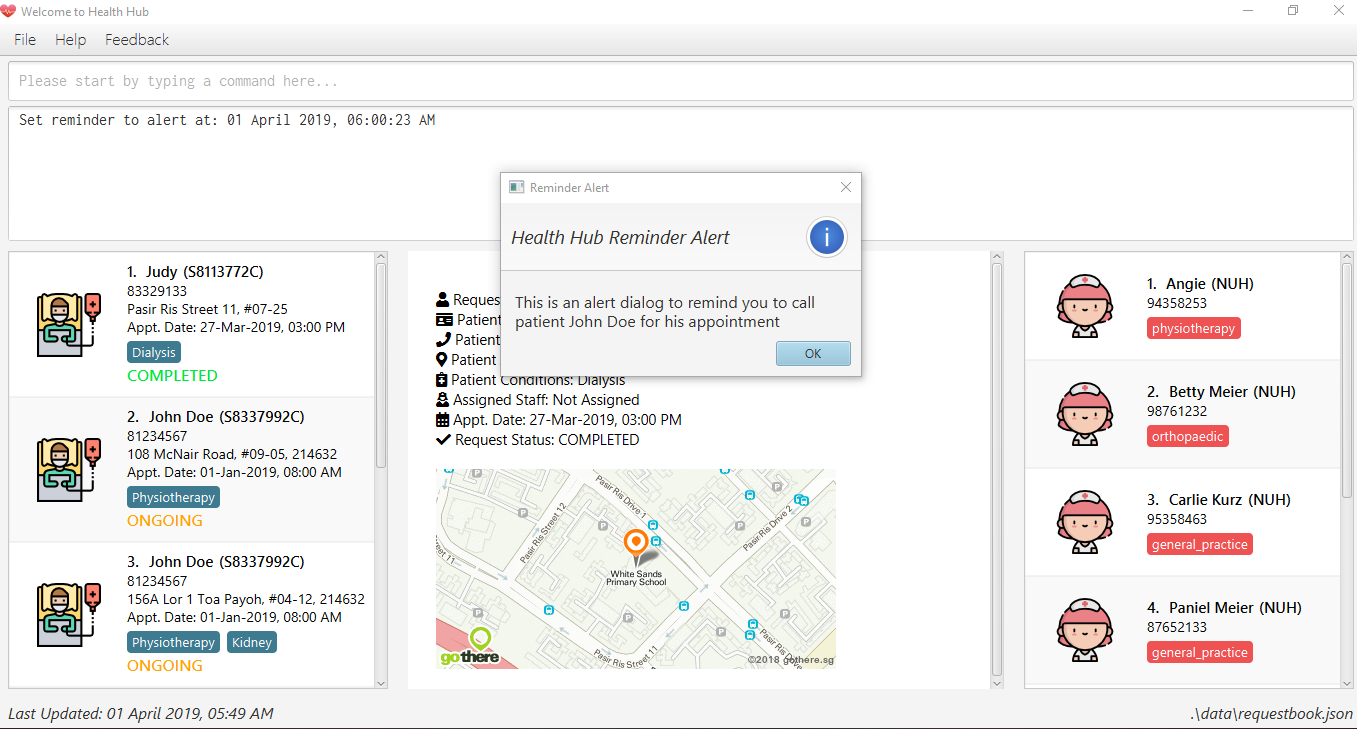 Welcome to Health Hub
File Help Feedback
Please start by typing a command here...
Set reminder to alert at: 01 April 2019, 06:00:23 AM
Reminder Alert
Health Hub Reminder Alert
This is an alert dialog to remind you to call
patient John Doe for his appointment
OK
1. Judy (S8113772C)
83329133
Pasir Ris Street 11, #07-25
Appt. Date: 27-Mar-2019, 03:00 PM
Dialysis
COMPLETED
2. John Doe (S8337992C)
81234567
108 McNair Road, #09-05, 214632
Appt. Date: 01-Jan-2019, 08:00 AM
Physiotherapy
ONGOING
3. John Doe (S8337992C)
81234567
156A Lor 1 Toa Payoh, #04-12, 214632
Appt. Date: 01-Jan-2019, 08:00 AM
Physiotherapy Kidney
ONGOING
Patient
Patient
Patient
Patient Conditions: Dialysis
Assigned Staff: Not Assigned
Appt. Date: 27-Mar-2019, 03:00 PM
Request Status: COMPLETED
Pasir Ris Drive 1
Pasir Ris Street 12
Pasir Ris Drive 2
11
White Sands
Primary School
Pasir Ris
Pasir Ris Street 11
gothere
©2018 gothere.sg
1. Angie (NUH)
94358253
physiotherapy
2. Betty Meier (NUH)
98761232
orthopaedic
3. Carlie Kurz (NUH)
95358463
general_practice
4. Paniel Meier (NUH)
87652133
general_practice
Last Updated: 01 April 2019, 05:49 AM
.\data\requestbook.json